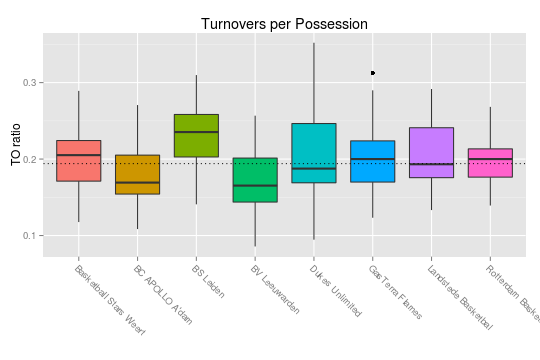 Turnovers per Possession
TO ratio
0.3
0.2
0.1
Basketball Stars Weert
BC APOLLO A'dam
BS Leiden
BV Leeuwarden
Dukes Unlimited
GasTerra Flames
Landstede Basketbal
Rotterdam Baske